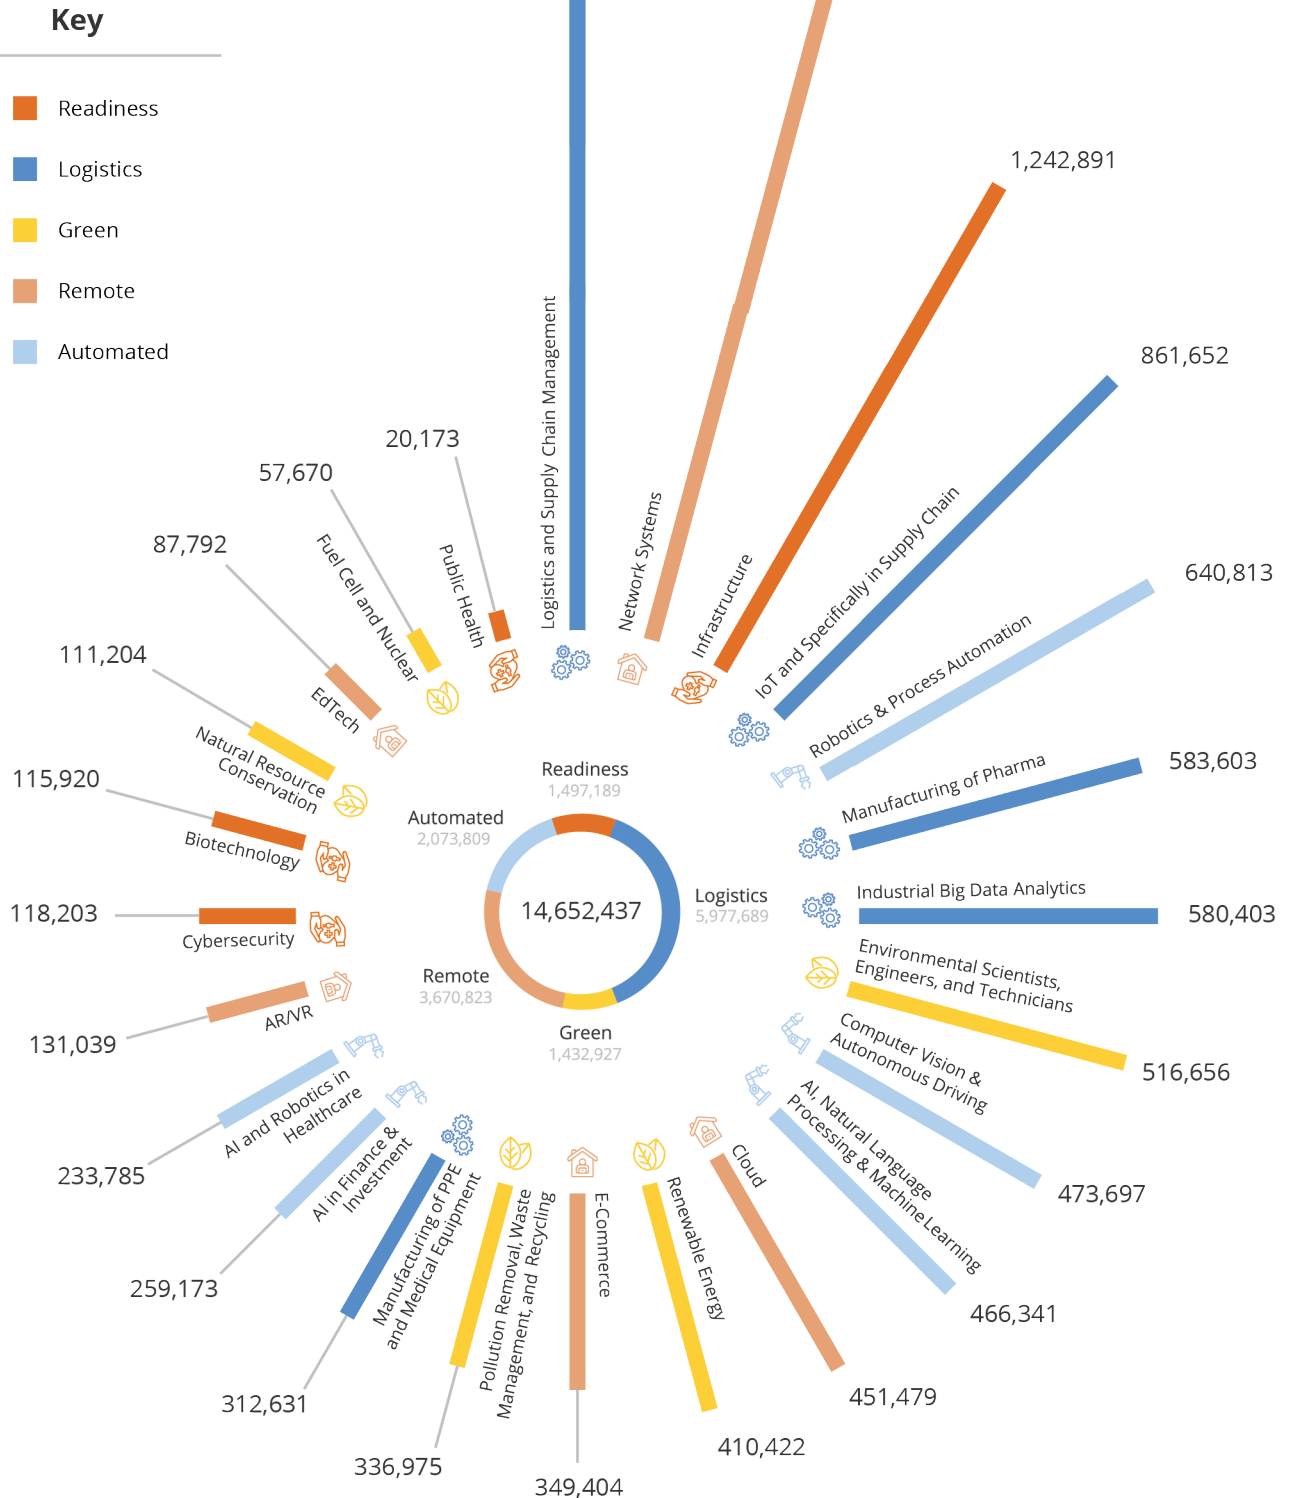 Key
Readiness
Logistics
Green
Remote
Automated
Logistics and Supply Chain Management
Network Systems
1,242,891
Infrastructure
861,652
IoT and Specifically in Supply Chain
640,813
Robotics & Process Automation
583,603
Manufacturing of Pharma
580,403
Industrial Big Data Analytics
Environmental Scientists,
Engineers, and Technicians
516,656
Computer Vision &
Autonomous Driving
473,697
AI, Natural Language
Processing & Machine Learning
466,341
Cloud
451,479
Renewable Energy
410,422
E-Commerce
349,404
Pollution Removal, Waste
Management, and Recycling
336,975
Manufacturing of PPE
and Medical Equipment
312,631
AI in Finance &
Investment
259,173
AI and Robotics in
Healthcare
233,785
AR/VR
131,039
Cybersecurity
118,203
Biotechnology
115,920
Natural Resource
Conservation
111,204
EdTech
87,792
Fuel Cell and Nuclear
57,670
Public Health
20,173
Readiness
1,497,189
Automated
2,073,809
Logistics
5,977,689
14,652,437
Remote
3,670,823
Green
1,432,927